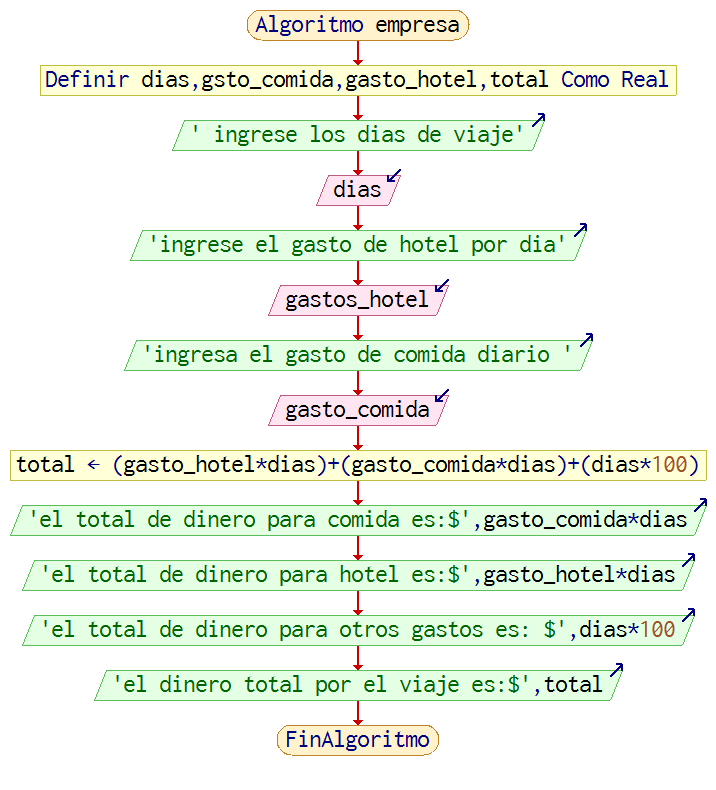 Algoritmo empresa
Definir dias,gsto_comida,gasto_hotel,total Como Real
' ingrese los dias de viaje'
dias
'ingrese el gasto de hotel por dia'
gastos_hotel
'ingresa el gasto de comida diario '
gasto_comida
total ← (gasto_hotel*dias)+(gasto_comida*dias)+(dias*100)
'el total de dinero para comida es:$',gasto_comida*dias
'el total de dinero para hotel es:$',gasto_hotel*dias
'el total de dinero para otros gastos es: $',dias*100
'el dinero total por el viaje es:$',total
FinAlgoritmo